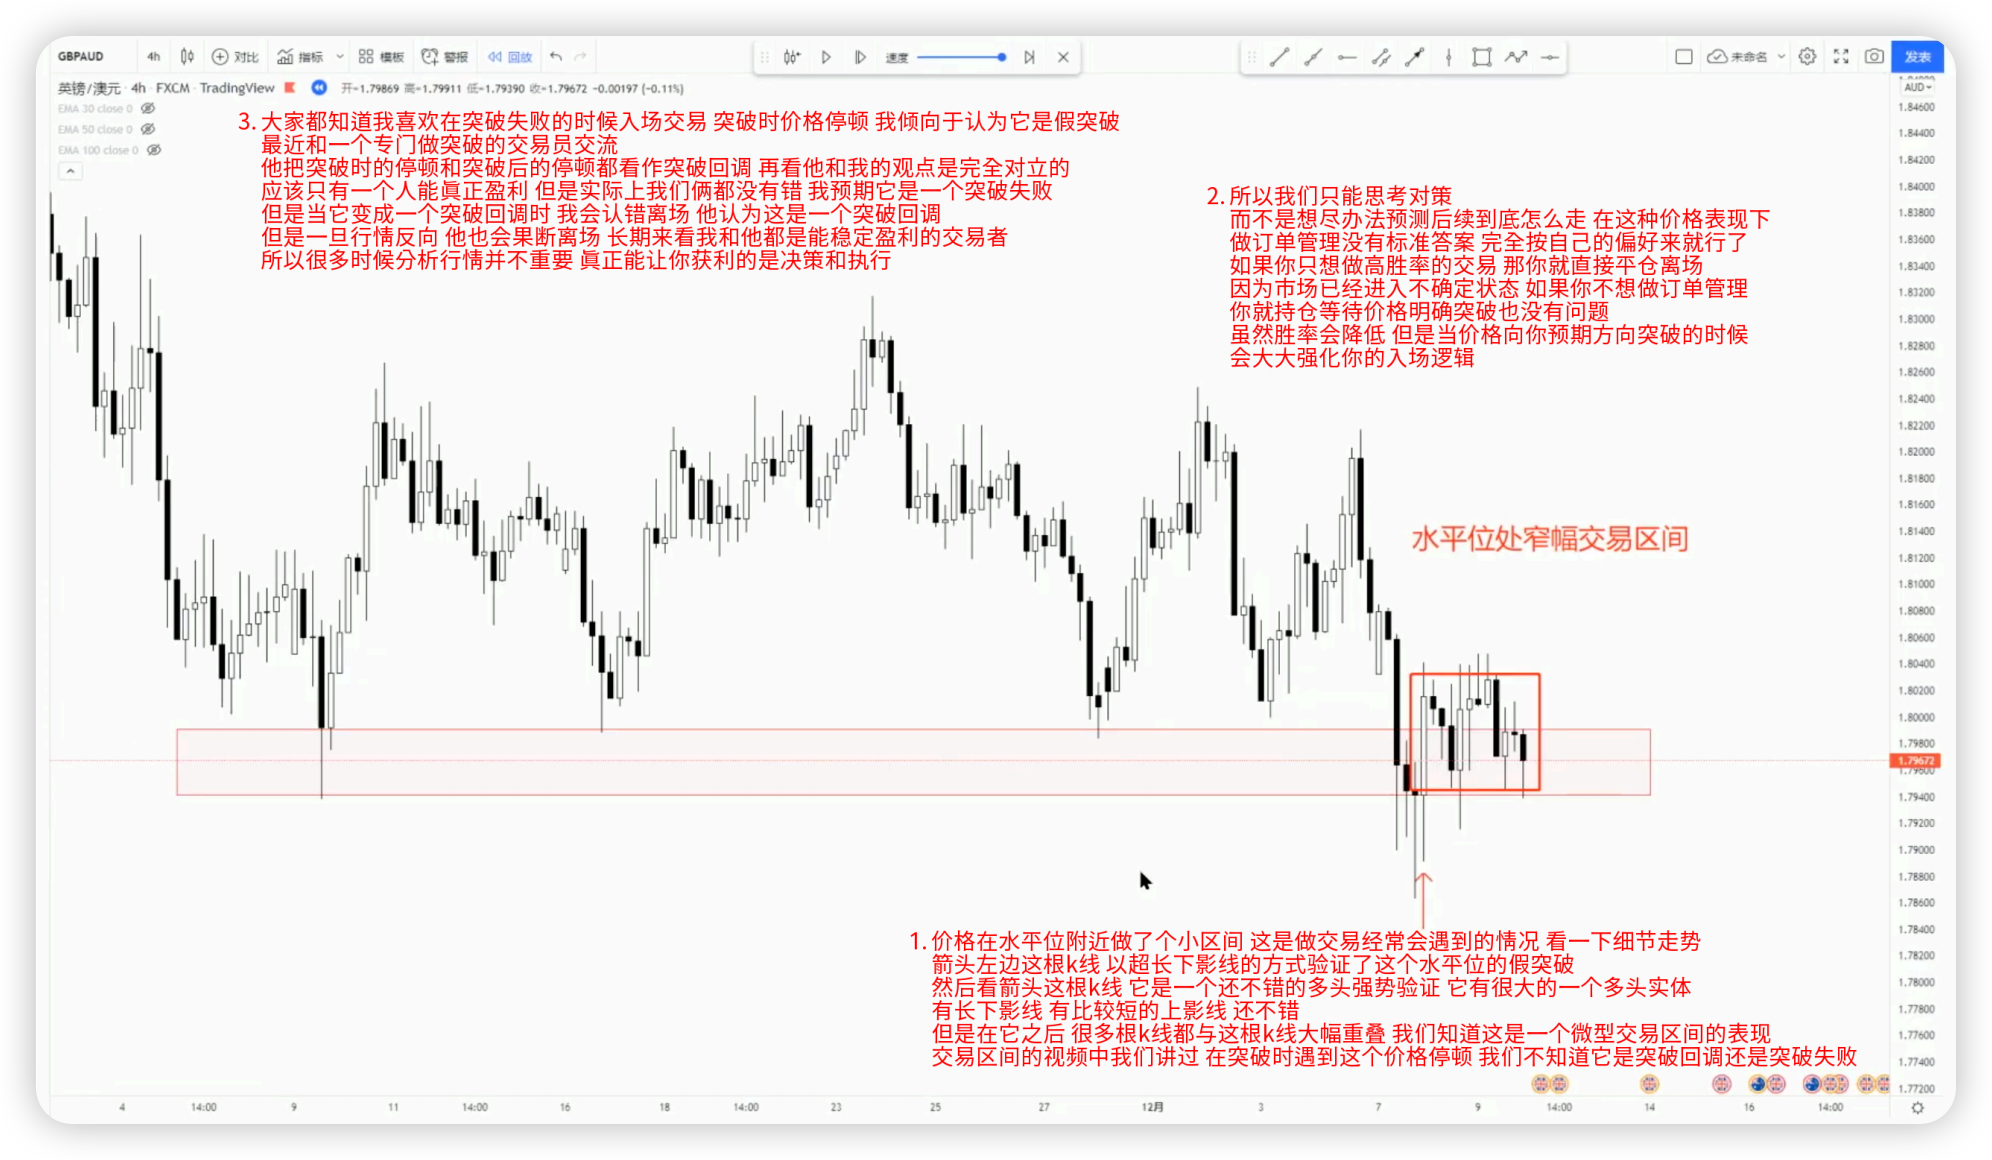 GBPAUD 4h 对比 指标 模板 警报 回放 速度 未命名 发表
英镑/澳元 · 4h · FXCM · TradingView 开=1.79869 高=1.79911 低=1.79390 收=1.79672 −0.00197 (−0.11%)
EMA 30 close 0
EMA 50 close 0
EMA 100 close 0
3. 大家都知道我喜欢在突破失败的时候入场交易 突破时价格停顿 我倾向于认为它是假突破
最近和一个专门做突破的交易员交流
他把突破时的停顿和突破后的停顿都看作突破回调 再看他和我的观点是完全对立的
应该只有一个人能真正盈利 但是实际上我们俩都没有错 我预期它是一个突破失败
但是当它变成一个突破回调时 我会认错离场 他认为这是一个突破回调
但是一旦行情反向 他也会果断离场 长期来看我和他都是能稳定盈利的交易者
所以很多时候分析行情并不重要 真正能让你获利的是决策和执行
2. 所以我们只能思考对策
而不是想尽办法预测后续到底怎么走 在这种价格表现下
做订单管理没有标准答案 完全按自己的偏好来就行了
如果你只想做高胜率的交易 那你就直接平仓离场
因为市场已经进入不确定状态 如果你不想做订单管理
你就持仓等待价格明确突破也没有问题
虽然胜率会降低 但是当价格向你预期方向突破的时候
会大大强化你的入场逻辑
水平位处窄幅交易区间
1. 价格在水平位附近做了个小区间 这是做交易经常会遇到的情况 看一下细节走势
箭头左边这根k线 以超长下影线的方式验证了这个水平位的假突破
然后看箭头这根k线 它是一个还不错的多头强势验证 它有很大的一个多头实体
有长下影线 有比较短的上影线 还不错
但是在它之后 很多根k线都与这根k线大幅重叠 我们知道这是一个微型交易区间的表现
交易区间的视频中我们讲过 在突破时遇到这个价格停顿 我们不知道它是突破回调还是突破失败
AUD
1.84600
1.84400
1.84200
1.84000
1.83800
1.83600
1.83400
1.83200
1.83000
1.82800
1.82600
1.82400
1.82200
1.82000
1.81800
1.81600
1.81400
1.81200
1.81000
1.80800
1.80600
1.80400
1.80200
1.80000
1.79800
1.79672
1.79600
1.79400
1.79200
1.79000
1.78800
1.78600
1.78400
1.78200
1.78000
1.77800
1.77600
1.77400
1.77200
4 14:00 9 11 14:00 16 18 14:00 23 25 27 12月 3 7 9 14:00 14 16 14:00